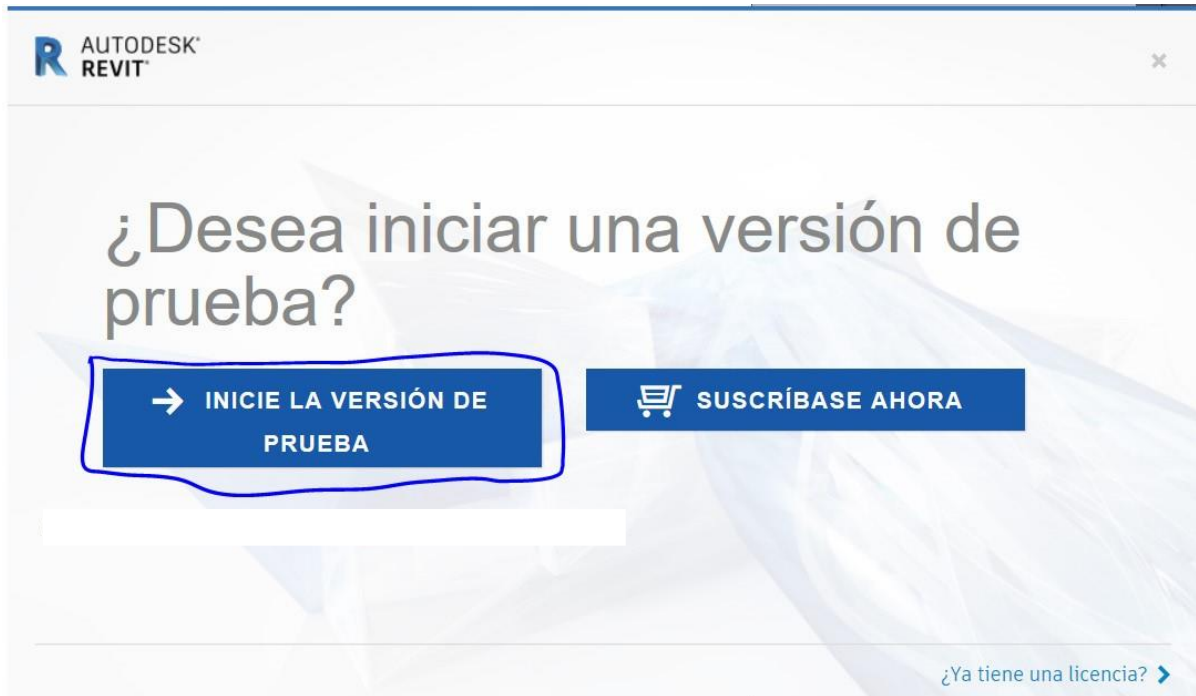 AUTODESK®
REVIT®
¿Desea iniciar una versión de
prueba?
INICIE LA VERSIÓN DE
PRUEBA
SUSCRÍBASE AHORA
¿Ya tiene una licencia?